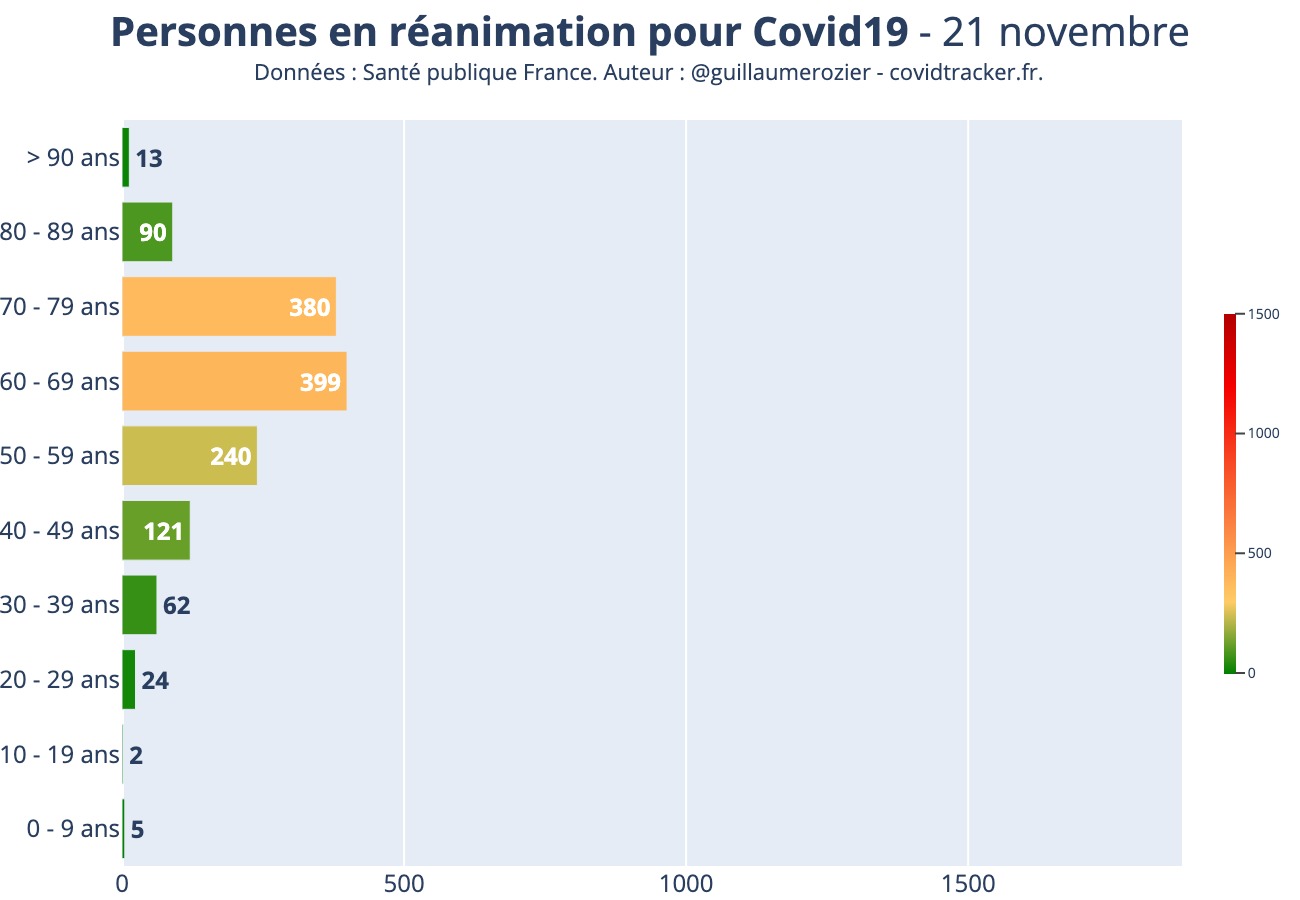 Personnes en réanimation pour Covid19 - 21 novembre
Données : Santé publique France. Auteur : @guillaumerozier - covidtracker.fr.
> 90 ans 13
80 - 89 ans 90
70 - 79 ans 380
60 - 69 ans 399
50 - 59 ans 240
40 - 49 ans 121
30 - 39 ans 62
20 - 29 ans 24
10 - 19 ans 2
0 - 9 ans 5
0 500 1000 1500
1500
1000
500
0